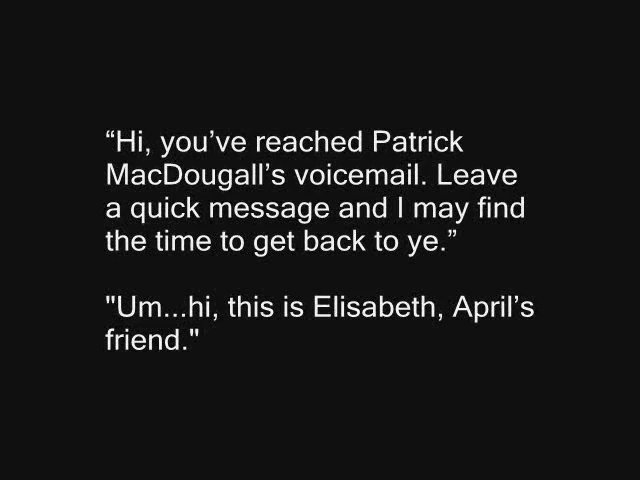 “Hi, you’ve reached Patrick
MacDougall’s voicemail. Leave
a quick message and I may find
the time to get back to ye.”
"Um...hi, this is Elisabeth, April’s
friend."